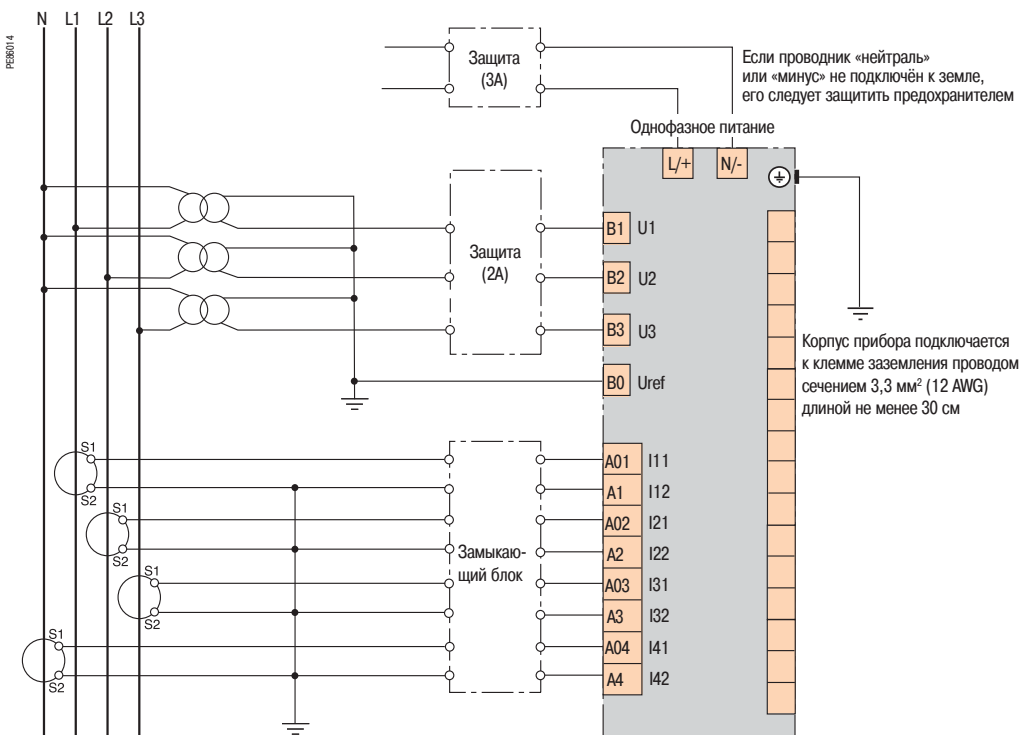 N L1 L2 L3
PE86014
Защита
(3А)
Если проводник «нейтраль»
или «минус» не подключён к земле,
его следует защитить предохранителем
Однофазное питание
L/+ N/-
Защита
(2А)
B1 U1
B2 U2
B3 U3
B0 Uref
Корпус прибора подключается
к клемме заземления проводом
сечением 3,3 мм² (12 AWG)
длиной не менее 30 см
S1
S2
S1
S2
S1
S2
S1
S2
Замыкаю-
щий блок
A01 I11
A1 I12
A02 I21
A2 I22
A03 I31
A3 I32
A04 I41
A4 I42